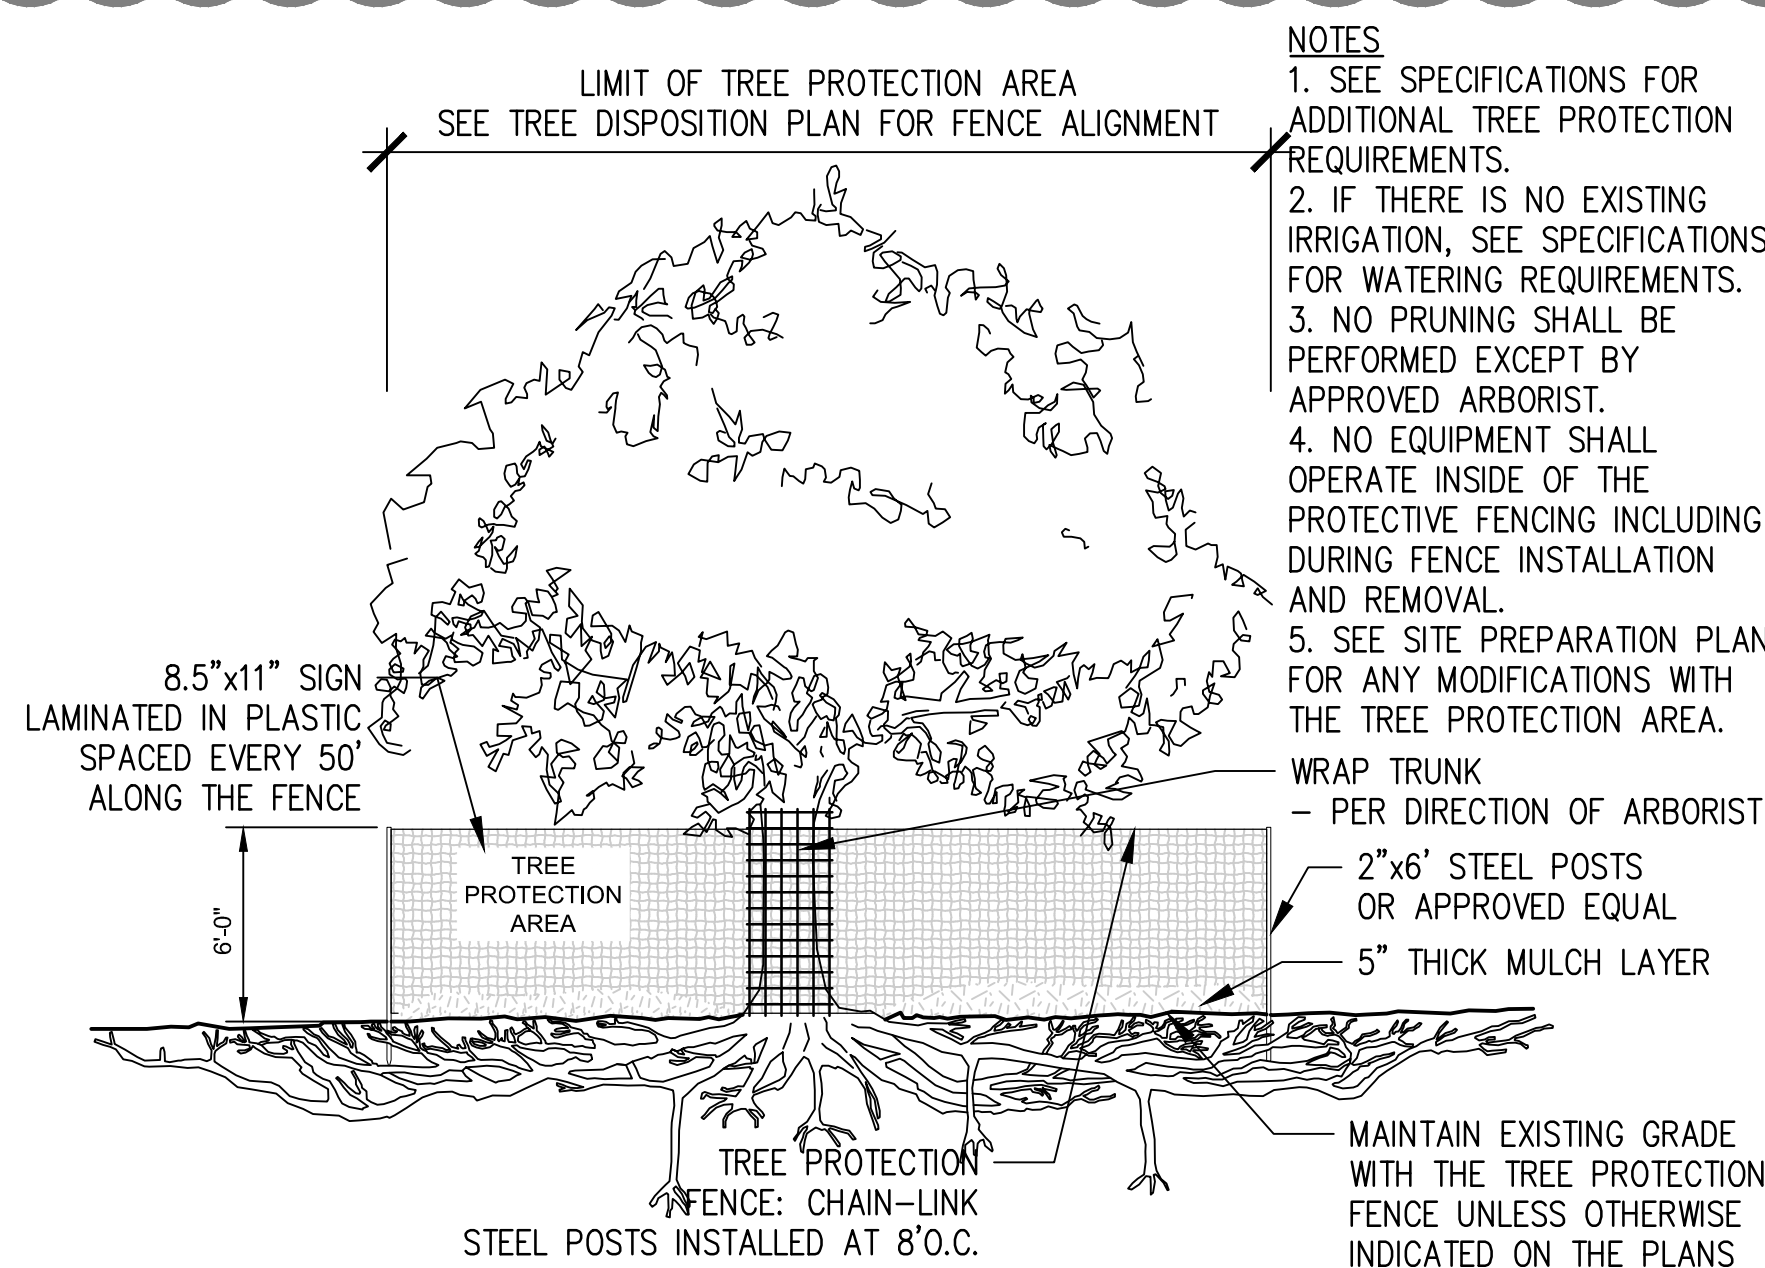 LIMIT OF TREE PROTECTION AREA
SEE TREE DISPOSITION PLAN FOR FENCE ALIGNMENT
NOTES
1. SEE SPECIFICATIONS FOR
ADDITIONAL TREE PROTECTION
REQUIREMENTS.
2. IF THERE IS NO EXISTING
IRRIGATION, SEE SPECIFICATIONS
FOR WATERING REQUIREMENTS.
3. NO PRUNING SHALL BE
PERFORMED EXCEPT BY
APPROVED ARBORIST.
4. NO EQUIPMENT SHALL
OPERATE INSIDE OF THE
PROTECTIVE FENCING INCLUDING
DURING FENCE INSTALLATION
AND REMOVAL.
5. SEE SITE PREPARATION PLAN
FOR ANY MODIFICATIONS WITH
THE TREE PROTECTION AREA.
8.5”x11” SIGN
LAMINATED IN PLASTIC
SPACED EVERY 50’
ALONG THE FENCE
WRAP TRUNK
– PER DIRECTION OF ARBORIST
TREE
PROTECTION
AREA
6'-0"
2”x6’ STEEL POSTS
OR APPROVED EQUAL
5” THICK MULCH LAYER
TREE PROTECTION
FENCE: CHAIN–LINK
STEEL POSTS INSTALLED AT 8’O.C.
MAINTAIN EXISTING GRADE
WITH THE TREE PROTECTION
FENCE UNLESS OTHERWISE
INDICATED ON THE PLANS